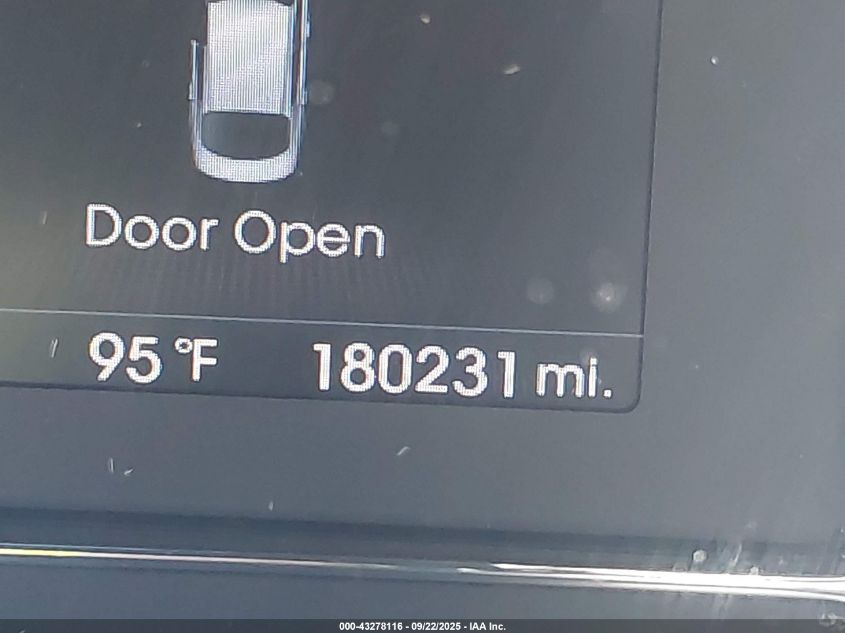 Door Open
95 °F 180231 mi.
000-43278116 - 09/22/2025 - IAA Inc.